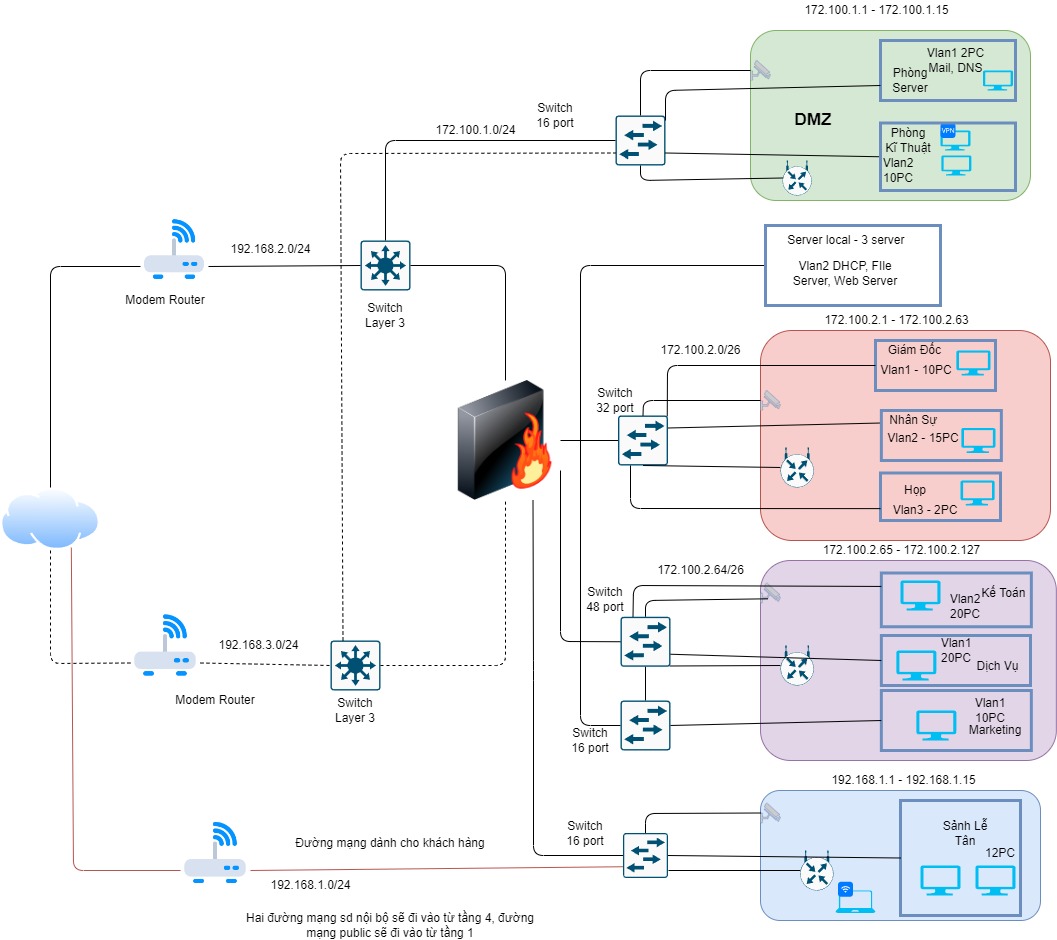 172.100.1.1 - 172.100.1.15
Vlan1 2PC
Mail, DNS
Phòng
Server
Switch
16 port
172.100.1.0/24
DMZ
VPN
Phòng
Kĩ Thuật
Vlan2
10PC
192.168.2.0/24
Modem Router
Switch
Layer 3
Server local - 3 server
Vlan2 DHCP, FIle
Server, Web Server
172.100.2.1 - 172.100.2.63
172.100.2.0/26
Giám Đốc
Vlan1 - 10PC
Switch
32 port
Nhân Sự
Vlan2 - 15PC
Họp
Vlan3 - 2PC
172.100.2.65 - 172.100.2.127
172.100.2.64/26
Switch
48 port
Vlan2
Kế Toán
20PC
192.168.3.0/24
Modem Router
Switch
Layer 3
Vlan1
20PC
Dịch Vụ
Vlan1
10PC
Marketing
Switch
16 port
192.168.1.1 - 192.168.1.15
Switch
16 port
Sảnh Lễ
Tân
12PC
Đường mạng dành cho khách hàng
192.168.1.0/24
Hai đường mạng sd nội bộ sẽ đi vào từ tầng 4, đường
mạng public sẽ đi vào từ tầng 1